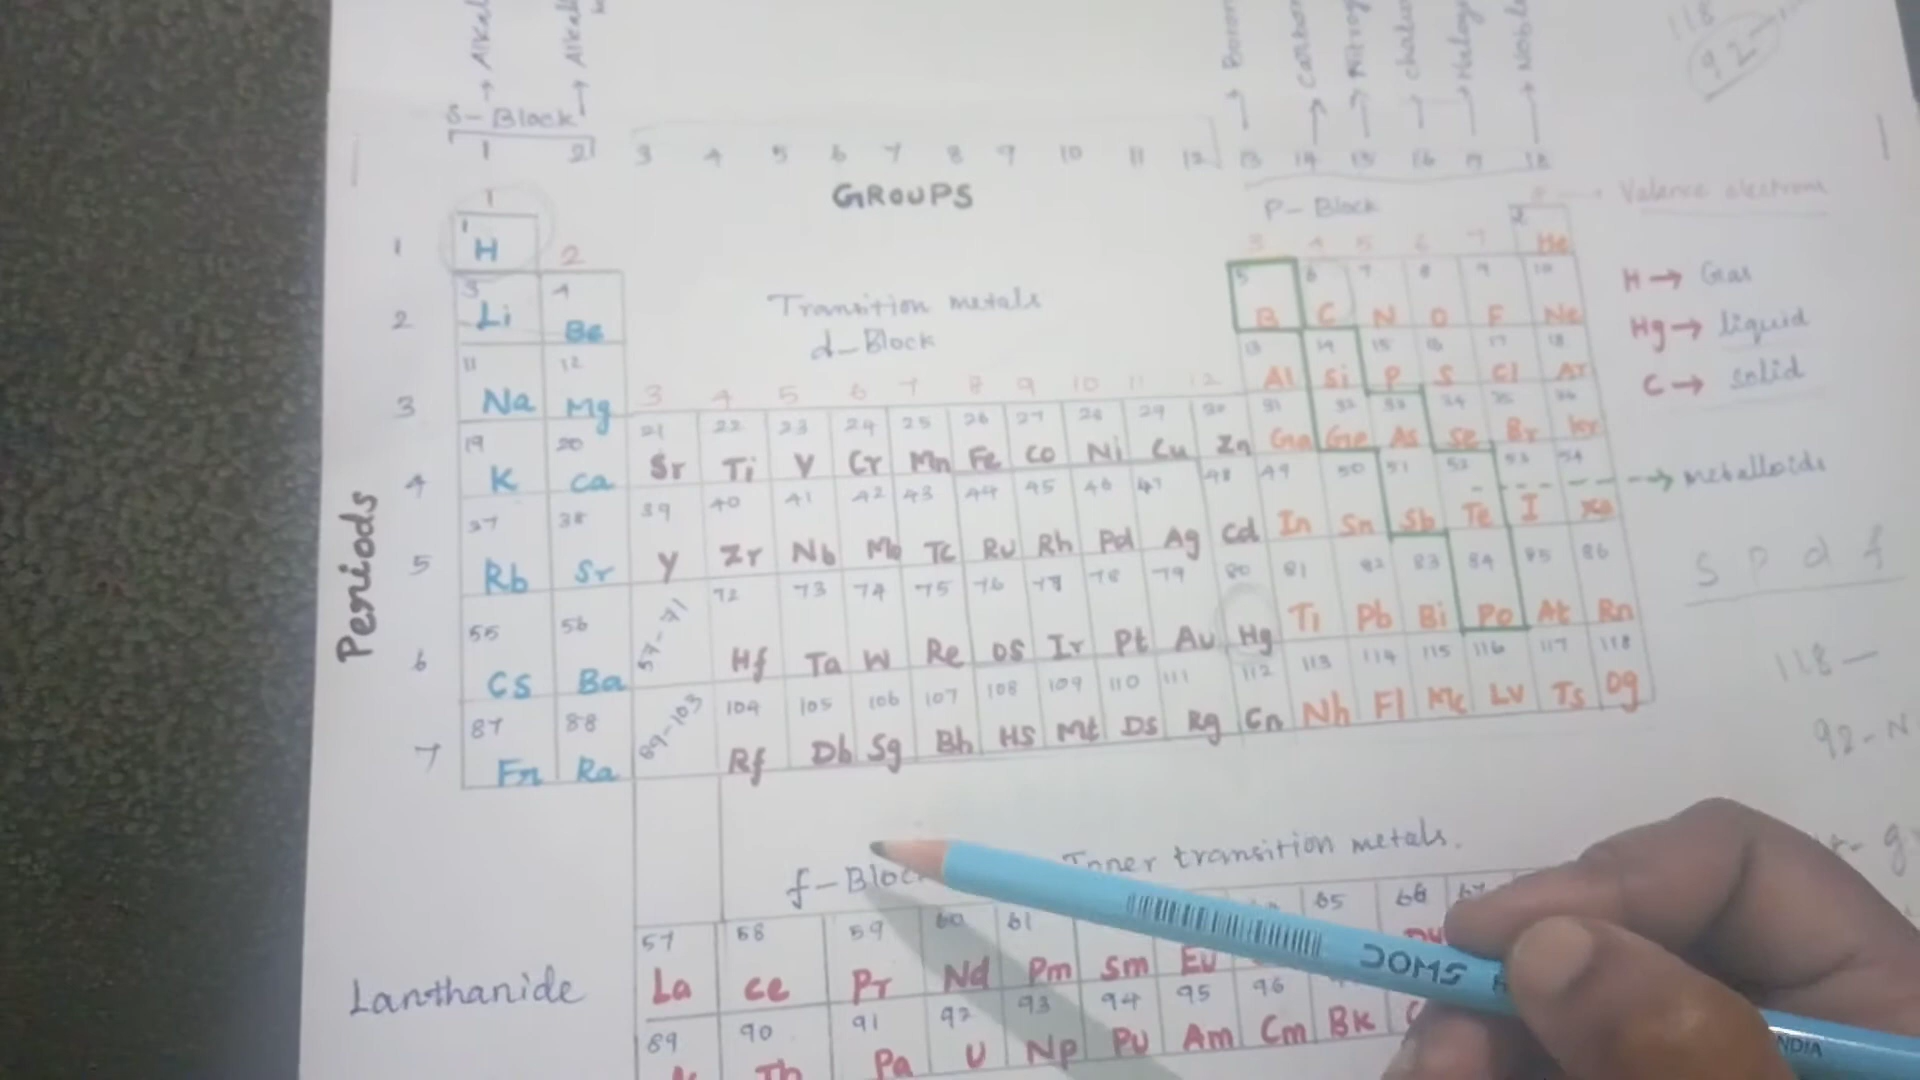 → Alkal
→ Alkal
→ Boron
→ Carbon
→ Nitrog
→ chalco
→ Halog
→ Noble
118
92
S-Block
1 2 3 4 5 6 7 8 9 10 11 12 13 14 15 16 17 18
GROUPS
P-Block
Valence electrons
1
1 H 2
3 4 5 6 7 2 He
H → Gas
2
3 Li 4 Be
Transition metals
d-Block
5 B 6 C 7 N 8 O 9 F 10 Ne
Hg → liquid
3
11 Na 12 Mg
3 4 5 6 7 8 9 10 11 12
13 Al 14 Si 15 P 16 S 17 Cl 18 Ar
C → solid
4
19 K 20 Ca 21 Sr 22 Ti 23 V 24 Cr 25 Mn 26 Fe 27 Co 28 Ni 29 Cu 30 Zn 31 Ga 32 Ge 33 As 34 Se 35 Br 36 Kr
→ metalloids
Periods
5
37 Rb 38 Sr 39 Y 40 Zr 41 Nb 42 Mo 43 Tc 44 Ru 45 Rh 46 Pd 47 Ag 48 Cd 49 In 50 Sn 51 Sb 52 Te 53 I 54 Xe
S P d f
6
55 Cs 56 Ba 57-71 72 Hf 73 Ta 74 W 75 Re 76 Os 77 Ir 78 Pt 79 Au 80 Hg 81 Ti 82 Pb 83 Bi 84 Po 85 At 86 Rn
118 —
7
87 Fr 88 Ra 89-103 104 Rf 105 Db 106 Sg 107 Bh 108 HS 109 Mt 110 Ds 111 Rg 112 Cn 113 Nh 114 Fl 115 Mc 116 LV 117 Ts 118 Og
92-N
f-Block Inner transition metals.
Lanthanide
57 La 58 Ce 59 Pr 60 Nd 61 Pm Sm Eu 65 66 67
89 90 Th 91 Pa 92 U 93 Np 94 Pu 95 Am 96 Cm Bk
DOMS
INDIA